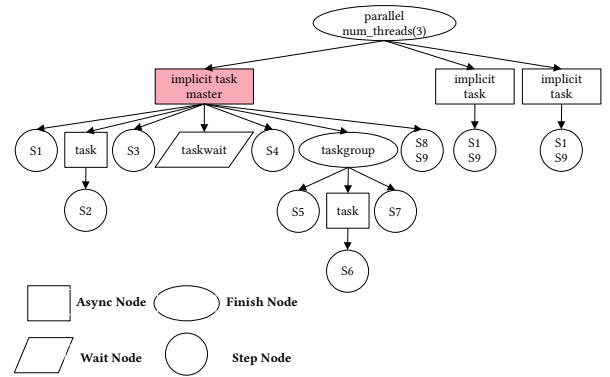 parallel
num_threads(3)
implicit task
master
implicit
task
implicit
task
S1
task
S3
taskwait
S4
taskgroup
S8
S9
S1
S9
S1
S9
S2
S5
task
S7
S6
Async Node
Finish Node
Wait Node
Step Node